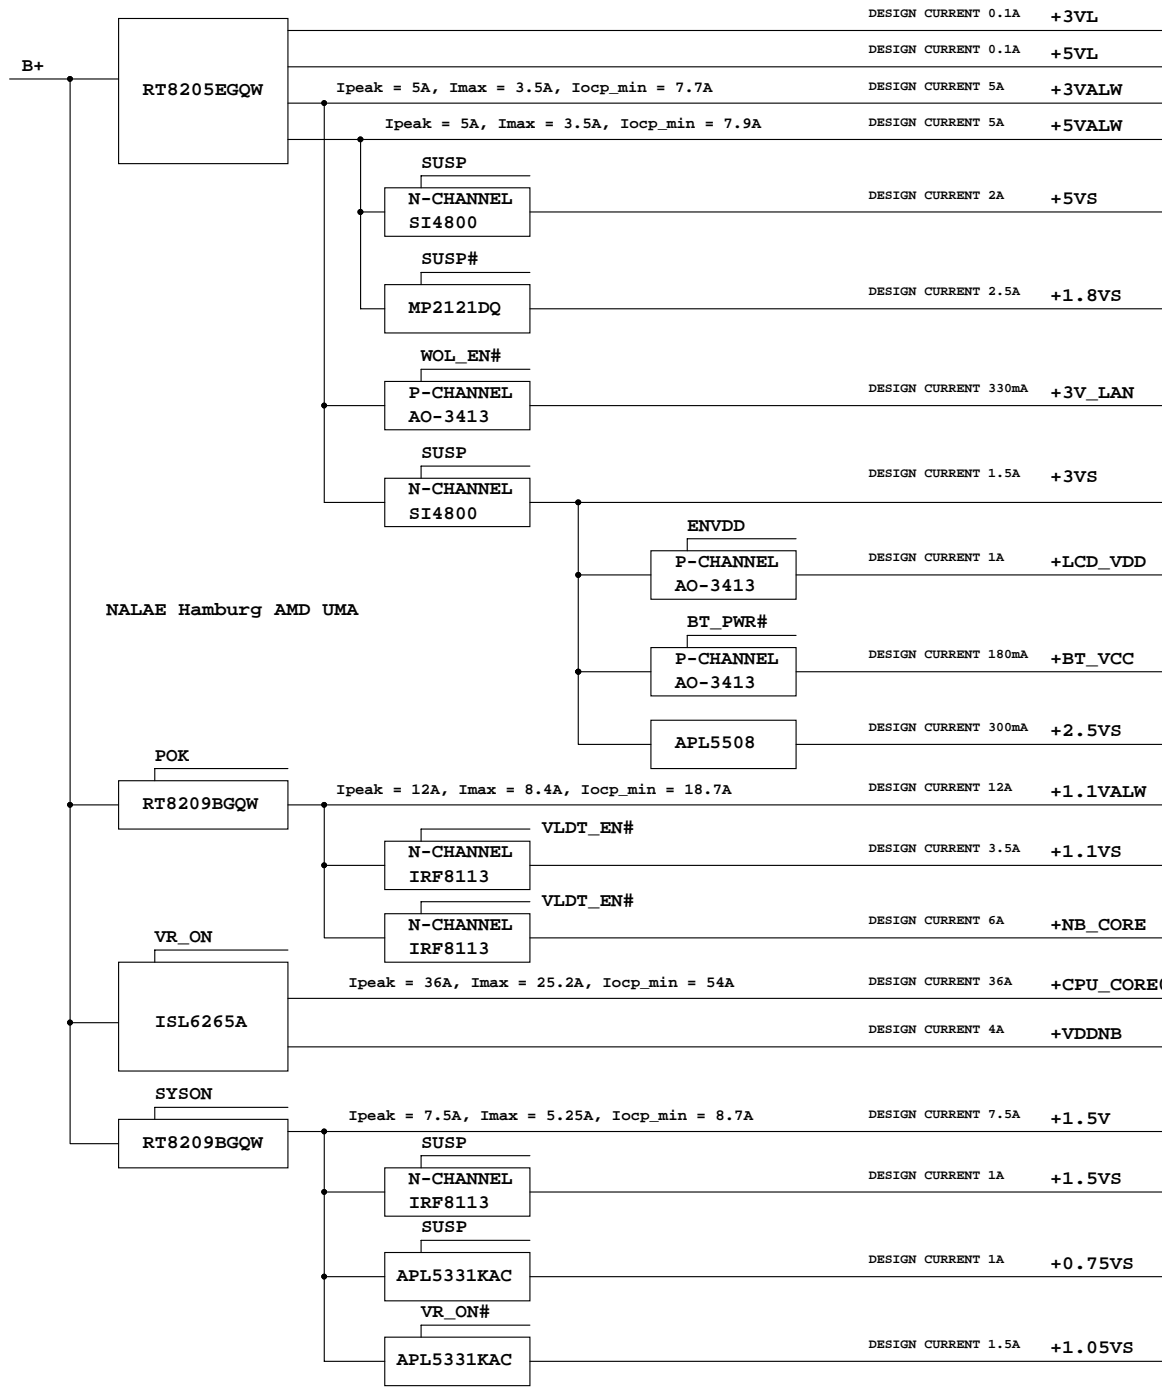 DESIGN CURRENT 0.1A +3VL
DESIGN CURRENT 0.1A +5VL
B+
RT8205EGQW
Ipeak = 5A, Imax = 3.5A, Iocp_min = 7.7A DESIGN CURRENT 5A +3VALW
Ipeak = 5A, Imax = 3.5A, Iocp_min = 7.9A DESIGN CURRENT 5A +5VALW
SUSP
N-CHANNEL
SI4800
DESIGN CURRENT 2A +5VS
SUSP#
MP2121DQ
DESIGN CURRENT 2.5A +1.8VS
WOL_EN#
P-CHANNEL
AO-3413
DESIGN CURRENT 330mA +3V_LAN
SUSP
N-CHANNEL
SI4800
DESIGN CURRENT 1.5A +3VS
ENVDD
P-CHANNEL
AO-3413
DESIGN CURRENT 1A +LCD_VDD
NALAE Hamburg AMD UMA
BT_PWR#
P-CHANNEL
AO-3413
DESIGN CURRENT 180mA +BT_VCC
APL5508
DESIGN CURRENT 300mA +2.5VS
POK
RT8209BGQW
Ipeak = 12A, Imax = 8.4A, Iocp_min = 18.7A DESIGN CURRENT 12A +1.1VALW
VLDT_EN#
N-CHANNEL
IRF8113
DESIGN CURRENT 3.5A +1.1VS
VLDT_EN#
N-CHANNEL
IRF8113
DESIGN CURRENT 6A +NB_CORE
VR_ON
ISL6265A
Ipeak = 36A, Imax = 25.2A, Iocp_min = 54A DESIGN CURRENT 36A +CPU_CORE0
DESIGN CURRENT 4A +VDDNB
SYSON
RT8209BGQW
Ipeak = 7.5A, Imax = 5.25A, Iocp_min = 8.7A DESIGN CURRENT 7.5A +1.5V
SUSP
N-CHANNEL
IRF8113
DESIGN CURRENT 1A +1.5VS
SUSP
APL5331KAC
DESIGN CURRENT 1A +0.75VS
VR_ON#
APL5331KAC
DESIGN CURRENT 1.5A +1.05VS